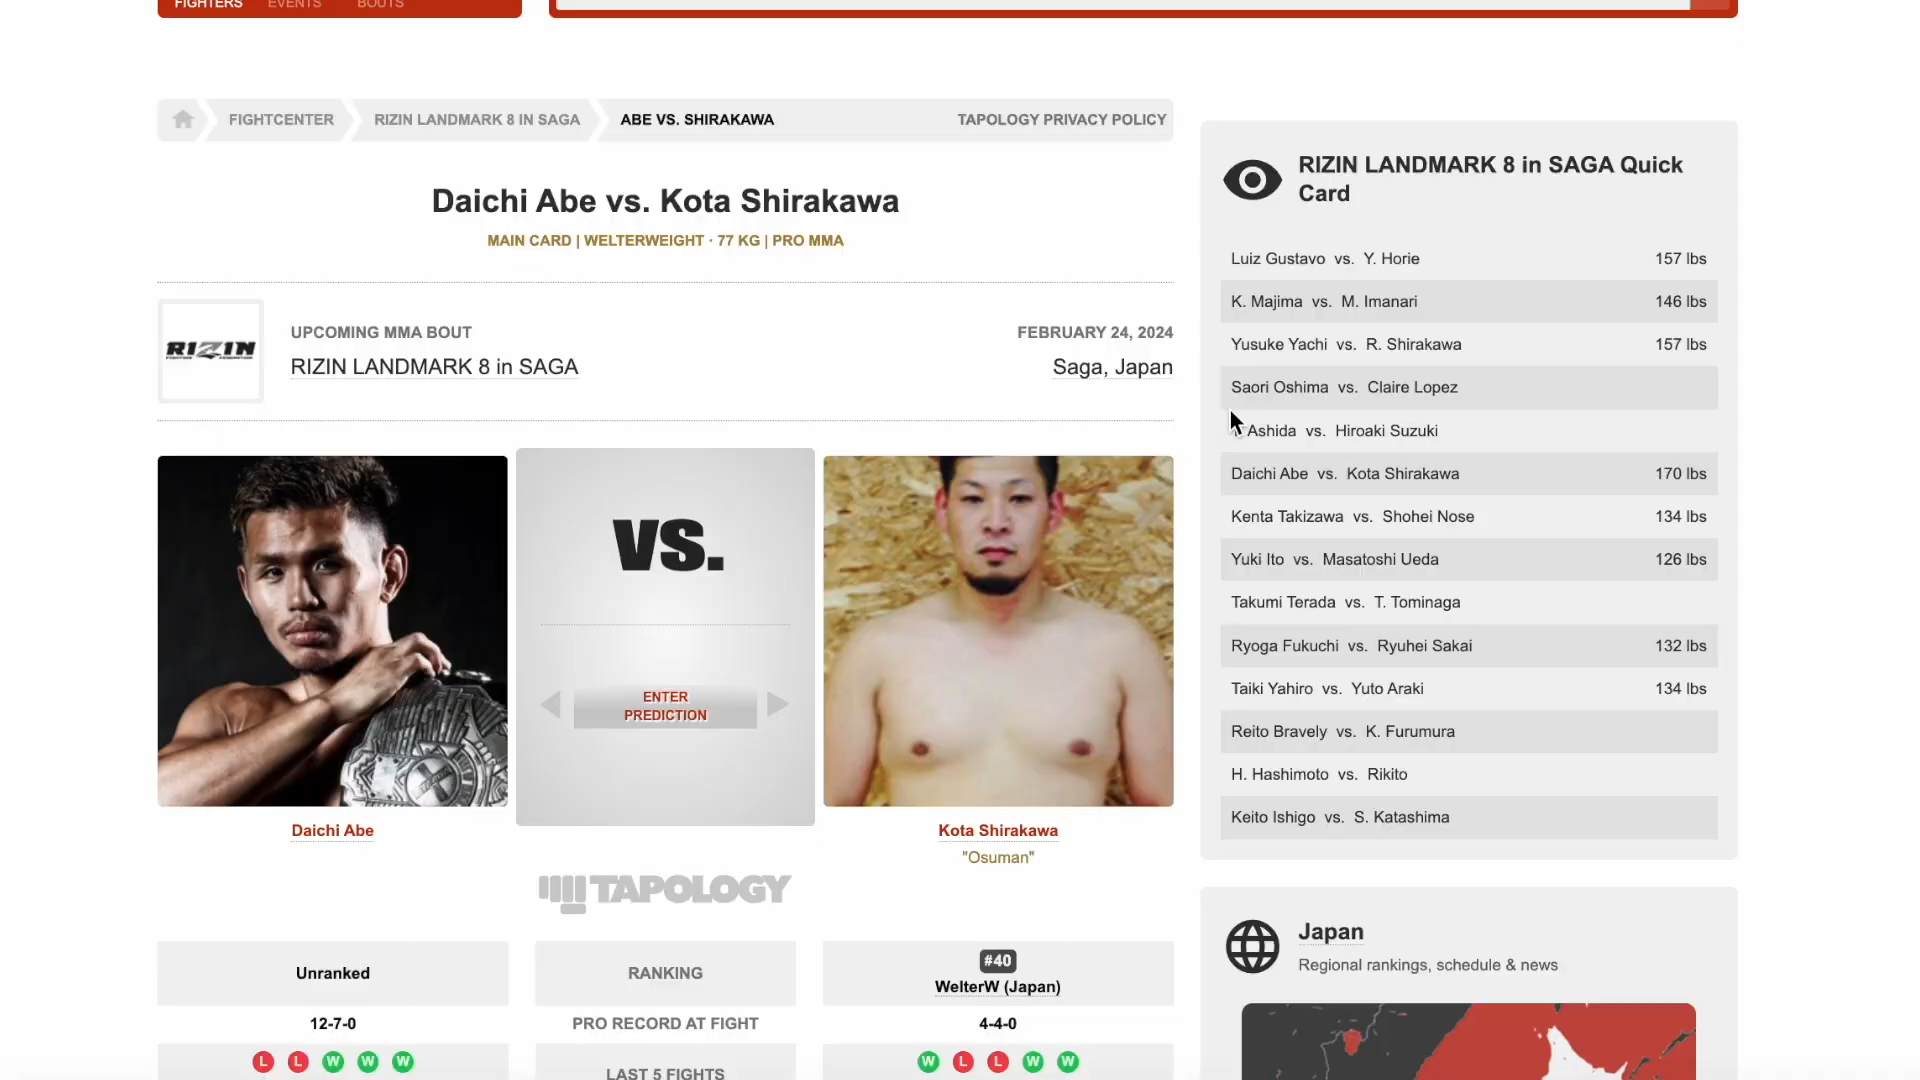 FIGHTERS EVENTS BOUTS
FIGHTCENTER RIZIN LANDMARK 8 IN SAGA ABE VS. SHIRAKAWA TAPOLOGY PRIVACY POLICY
Daichi Abe vs. Kota Shirakawa
MAIN CARD | WELTERWEIGHT · 77 KG | PRO MMA
RIZIN
UPCOMING MMA BOUT
RIZIN LANDMARK 8 in SAGA
FEBRUARY 24, 2024
Saga, Japan
VS.
ENTER
PREDICTION
Daichi Abe
Kota Shirakawa
"Osuman"
TAPOLOGY
Unranked RANKING #40
WelterW (Japan)
12-7-0 PRO RECORD AT FIGHT 4-4-0
L L W W W LAST 5 FIGHTS W L L W W
RIZIN LANDMARK 8 in SAGA Quick
Card
Luiz Gustavo vs. Y. Horie 157 lbs
K. Majima vs. M. Imanari 146 lbs
Yusuke Yachi vs. R. Shirakawa 157 lbs
Saori Oshima vs. Claire Lopez
Ashida vs. Hiroaki Suzuki
Daichi Abe vs. Kota Shirakawa 170 lbs
Kenta Takizawa vs. Shohei Nose 134 lbs
Yuki Ito vs. Masatoshi Ueda 126 lbs
Takumi Terada vs. T. Tominaga
Ryoga Fukuchi vs. Ryuhei Sakai 132 lbs
Taiki Yahiro vs. Yuto Araki 134 lbs
Reito Bravely vs. K. Furumura
H. Hashimoto vs. Rikito
Keito Ishigo vs. S. Katashima
Japan
Regional rankings, schedule & news